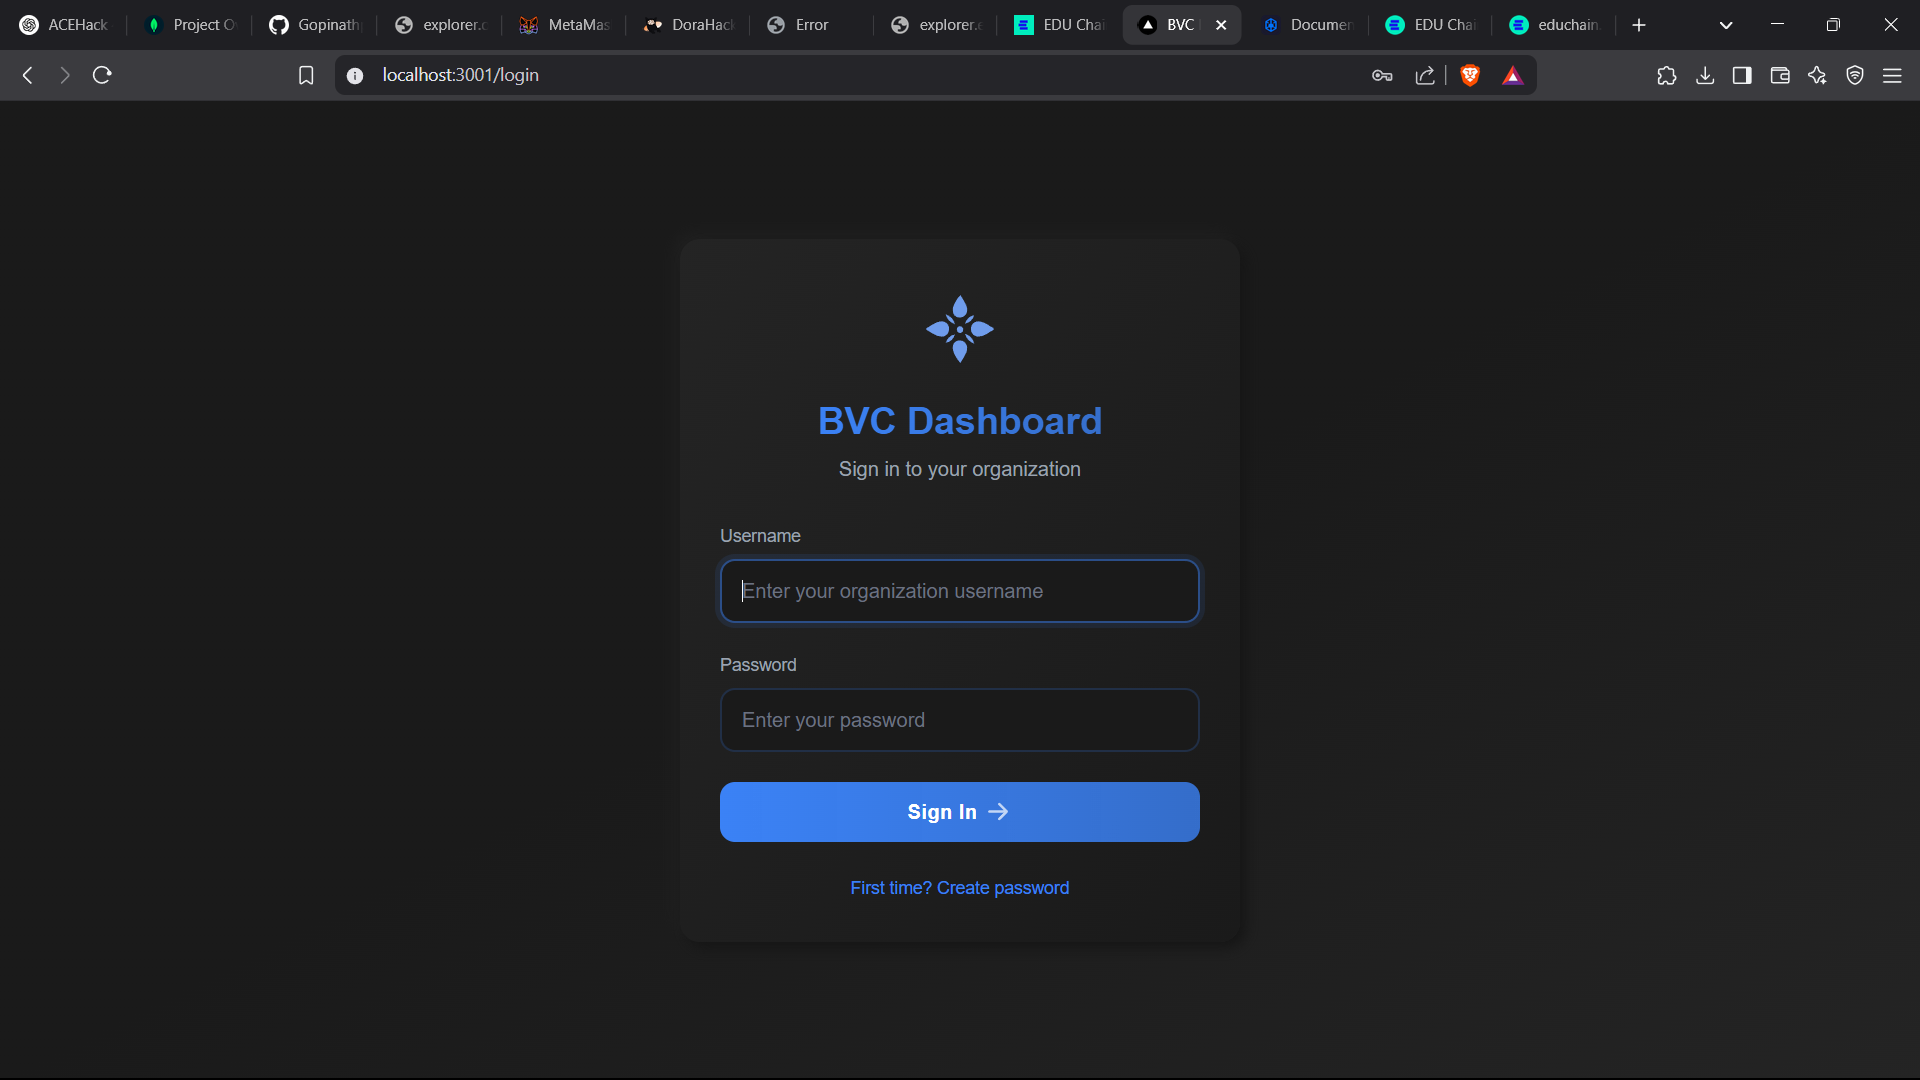 ACEHack
Project O
Gopinath
explorer.c
MetaMas
DoraHack
Error
explorer.e
EDU Chai
BVC
Documen
EDU Chai
educhain.
localhost:3001/login
BVC Dashboard
Sign in to your organization
Username
Enter your organization username
Password
Enter your password
Sign In →
First time? Create password